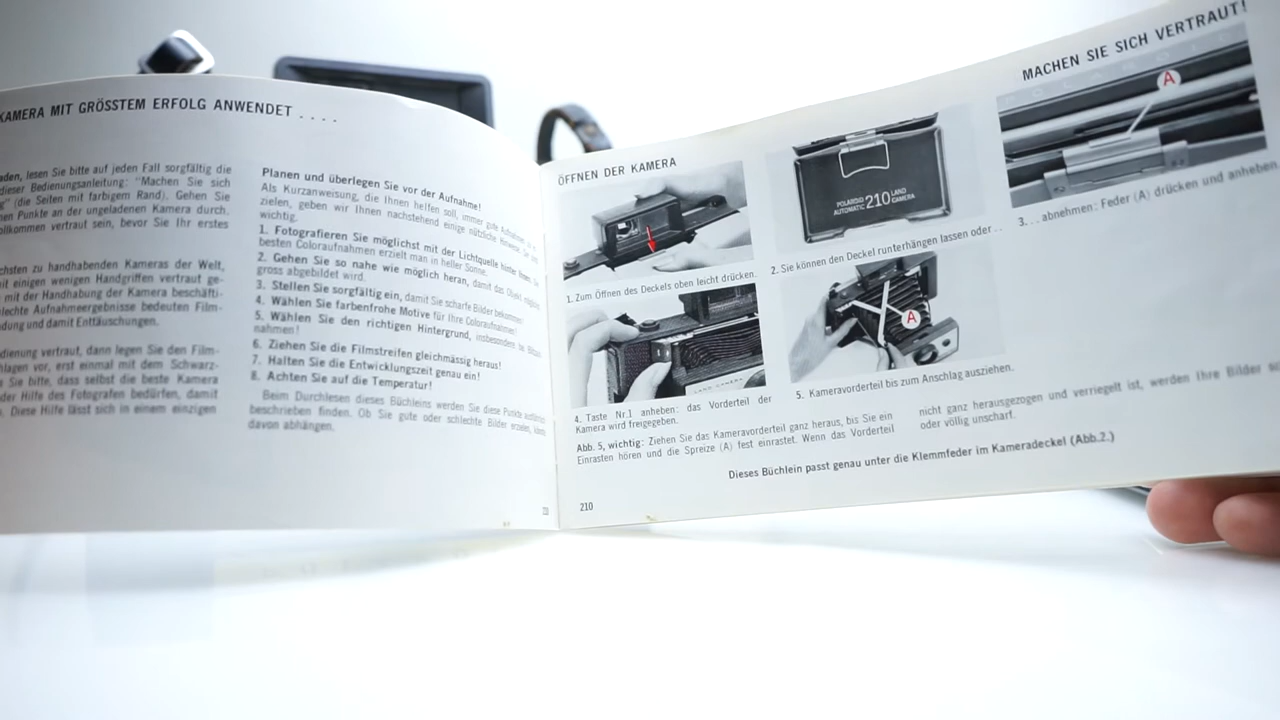 KAMERA MIT GRÖSSTEM ERFOLG ANWENDET . . . .
lesen Sie bitte auf jeden Fall sorgfältig die
dieser Bedienungsanleitung: "Machen Sie sich
(die Seiten mit farbigem Rand). Gehen Sie
Punkte an der ungeladenen Kamera durch.
vertraut sein, bevor Sie Ihr erstes
zu handhabenden Kameras der Welt,
einigen wenigen Handgriffen vertraut ge-
mit der Handhabung der Kamera beschäfti-
Aufnahmeergebnisse bedeuten Film-
und damit Enttäuschungen.
vertraut, dann legen Sie den Film-
vor, erst einmal mit dem Schwarz-
Sie bitte, dass selbst die beste Kamera
der Hilfe des Fotografen bedürfen, damit
Diese Hilfe lässt sich in einem einzigen
Planen und überlegen Sie vor der Aufnahme!
Als Kurzanweisung, die Ihnen helfen soll, immer gute Aufnahmen zu
zielen, geben wir Ihnen nachstehend einige nützliche Hinweise.
wichtig.
1. Fotografieren Sie möglichst mit der Lichtquelle hinter Ihnen.
besten Coloraufnahmen erzielt man in heller Sonne.
2. Gehen Sie so nahe wie möglich heran, damit das Objekt möglichst
gross abgebildet wird.
3. Stellen Sie sorgfältig ein, damit Sie scharfe Bilder bekommen!
4. Wählen Sie farbenfrohe Motive für Ihre Coloraufnahmen!
5. Wählen Sie den richtigen Hintergrund, insbesondere bei
nahmen!
6. Ziehen Sie die Filmstreifen gleichmässig heraus!
7. Halten Sie die Entwicklungszeit genau ein!
8. Achten Sie auf die Temperatur!
Beim Durchlesen dieses Büchleins werden Sie diese Punkte ausführlich
beschrieben finden. Ob Sie gute oder schlechte Bilder erzielen,
davon abhängen.
MACHEN SIE SICH VERTRAUT!
ÖFFNEN DER KAMERA
POLAROID
AUTOMATIC 210 LAND
CAMERA
A
1. Zum Öffnen des Deckels oben leicht drücken.
2. Sie können den Deckel runterhängen lassen oder . .
3. . . abnehmen: Feder (A) drücken und anheben
A
4. Taste Nr.1 anheben: das Vorderteil der
Kamera wird freigegeben.
5. Kameravorderteil bis zum Anschlag ausziehen.
Abb. 5, wichtig: Ziehen Sie das Kameravorderteil ganz heraus, bis Sie ein
Einrasten hören und die Spreize (A) fest einrastet. Wenn das Vorderteil
nicht ganz herausgezogen und verriegelt ist, werden Ihre Bilder
oder völlig unscharf.
Dieses Büchlein passt genau unter die Klemmfeder im Kameradeckel (Abb.2.)
210